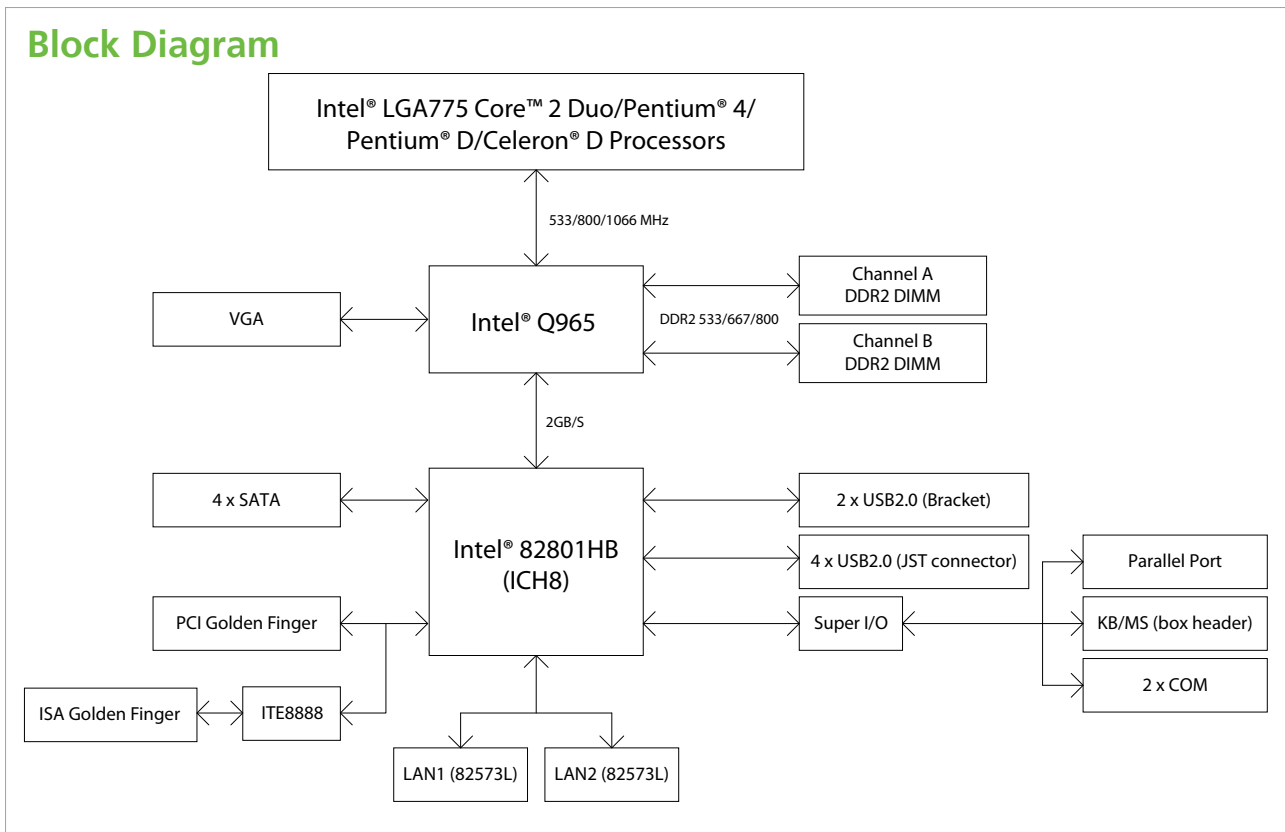 Block Diagram
Intel® LGA775 Core™ 2 Duo/Pentium® 4/
Pentium® D/Celeron® D Processors
533/800/1066 MHz
VGA
Intel® Q965
DDR2 533/667/800
Channel A
DDR2 DIMM
Channel B
DDR2 DIMM
2GB/S
4 x SATA
Intel® 82801HB
(ICH8)
2 x USB2.0 (Bracket)
4 x USB2.0 (JST connector)
Parallel Port
PCI Golden Finger
Super I/O
KB/MS (box header)
2 x COM
ISA Golden Finger
ITE8888
LAN1 (82573L)
LAN2 (82573L)